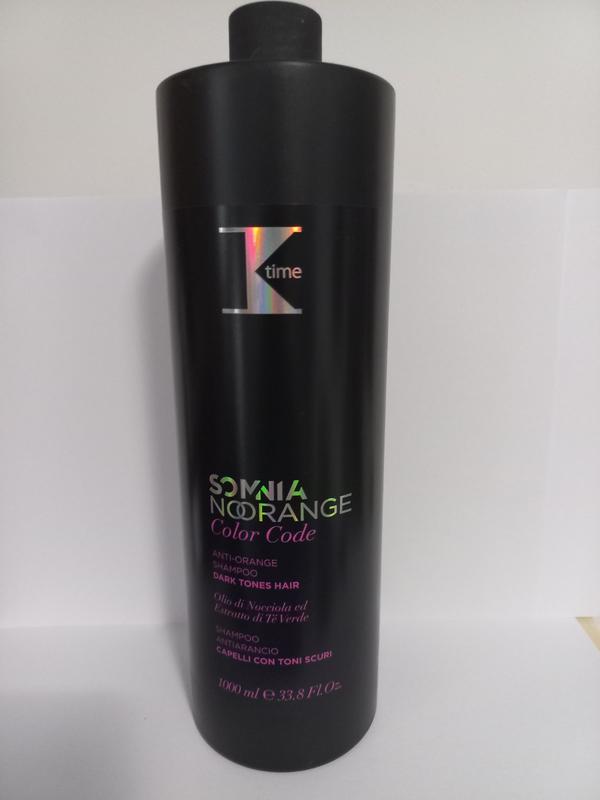 K time
SOMNIA
NOORANGE
Color Code
ANTI-ORANGE
SHAMPOO
DARK TONES HAIR
Olio di Nocciola ed
Estratto di Tè Verde
SHAMPOO
ANTIARANCIO
CAPELLI CON TONI SCURI
1000 ml ℮ 33.8 Fl.Oz.